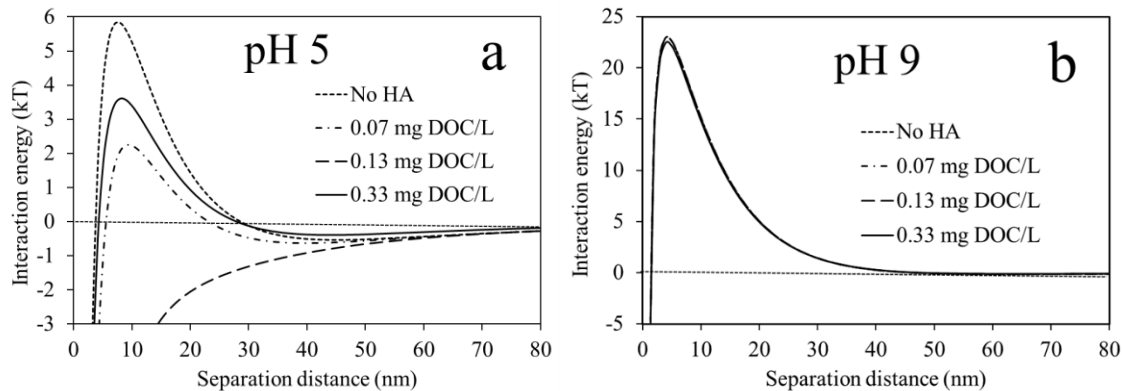 pH 5
a
No HA
0.07 mg DOC/L
0.13 mg DOC/L
0.33 mg DOC/L
Interaction energy (kT)
6
5
4
3
2
1
0
-1
-2
-3
0 10 20 30 40 50 60 70 80
Separation distance (nm)
pH 9
b
No HA
0.07 mg DOC/L
0.13 mg DOC/L
0.33 mg DOC/L
Interaction energy (kT)
25
20
15
10
5
0
-5
0 10 20 30 40 50 60 70 80
Separation distance (nm)